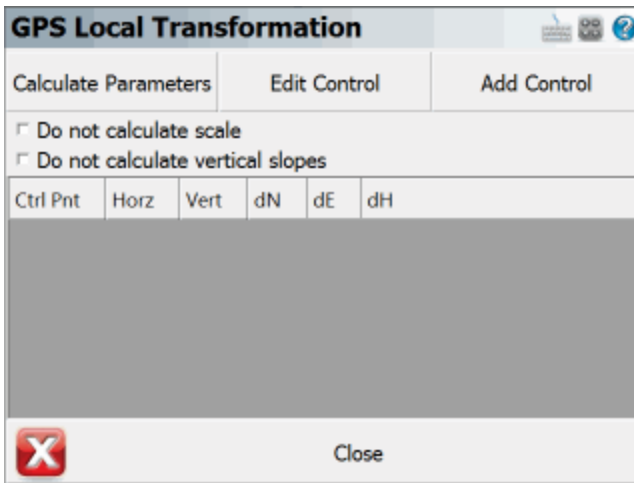 GPS Local Transformation
Calculate Parameters Edit Control Add Control
Do not calculate scale
Do not calculate vertical slopes
Ctrl Pnt Horz Vert dN dE dH
Close